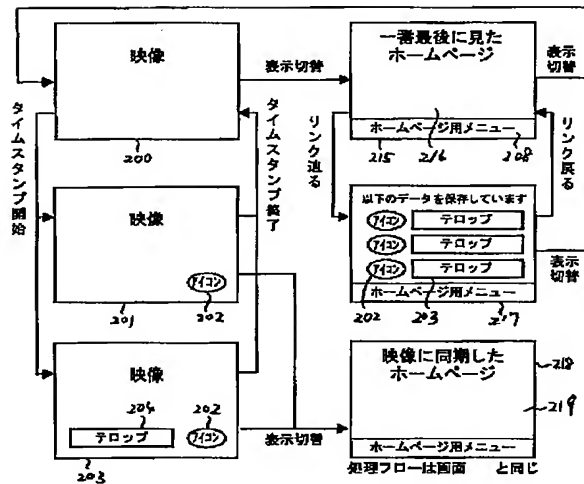 映像
200
表示切替
一番最後に見た
ホームページ
ホームページ用メニュー
215
216
208
表示
切替
タイムスタンプ開始
タイムスタンプ終了
リンク辿る
リンク戻る
映像
アイコン
201
202
以下のデータを保存しています
アイコン
テロップ
アイコン
テロップ
アイコン
テロップ
ホームページ用メニュー
202
203
217
表示
切替
映像
204
202
テロップ
アイコン
203
表示切替
映像に同期した
ホームページ
218
219
ホームページ用メニュー
処理フローは画面 と同じ